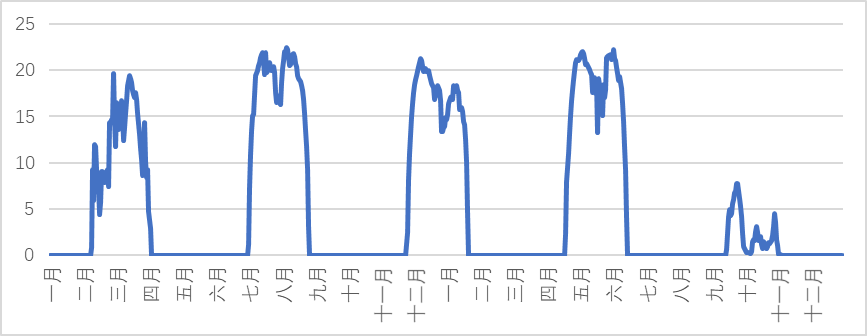 25
20
15
10
5
0
一月
二月
三月
四月
五月
六月
七月
八月
九月
十月
十一月
十二月
一月
二月
三月
四月
五月
六月
七月
八月
九月
十月
十一月
十二月